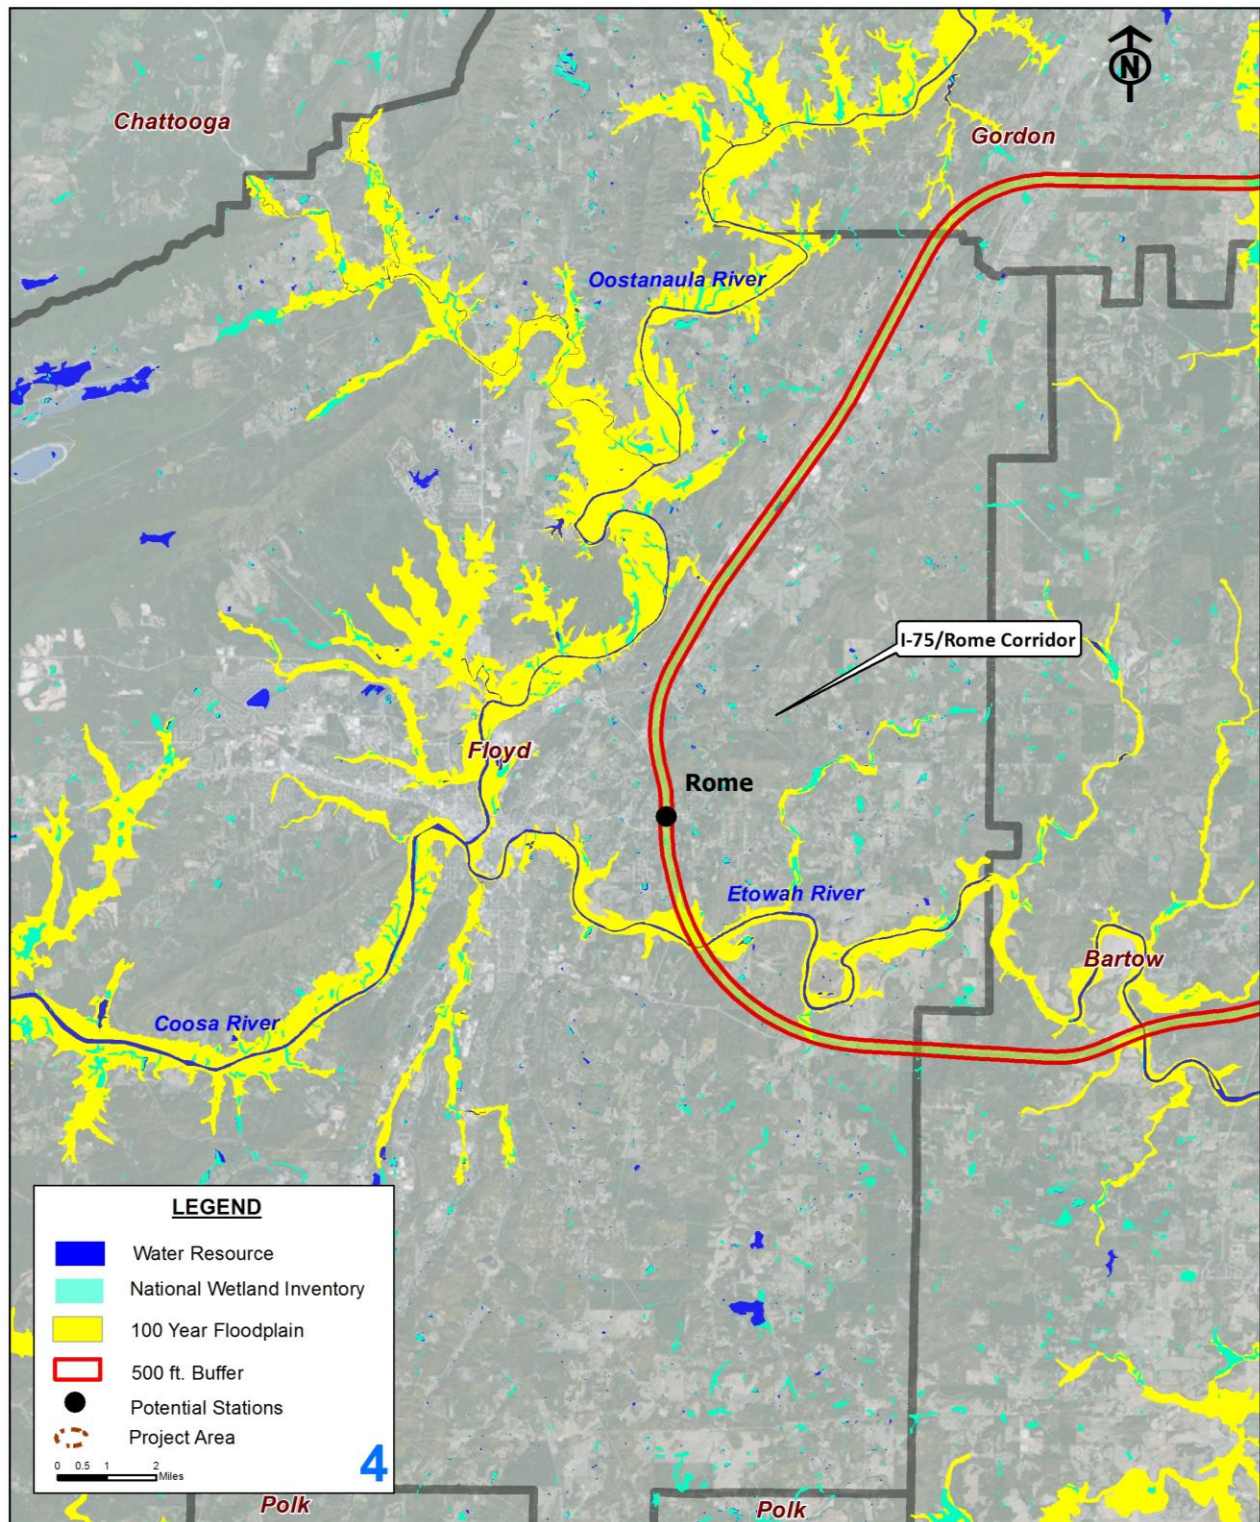 N
Chattooga
Gordon
Oostanaula River
I-75/Rome Corridor
Floyd
Rome
Etowah River
Bartow
Coosa River
LEGEND
Water Resource
National Wetland Inventory
100 Year Floodplain
500 ft. Buffer
Potential Stations
Project Area
0 0.5 1 2
Miles
4
Polk
Polk